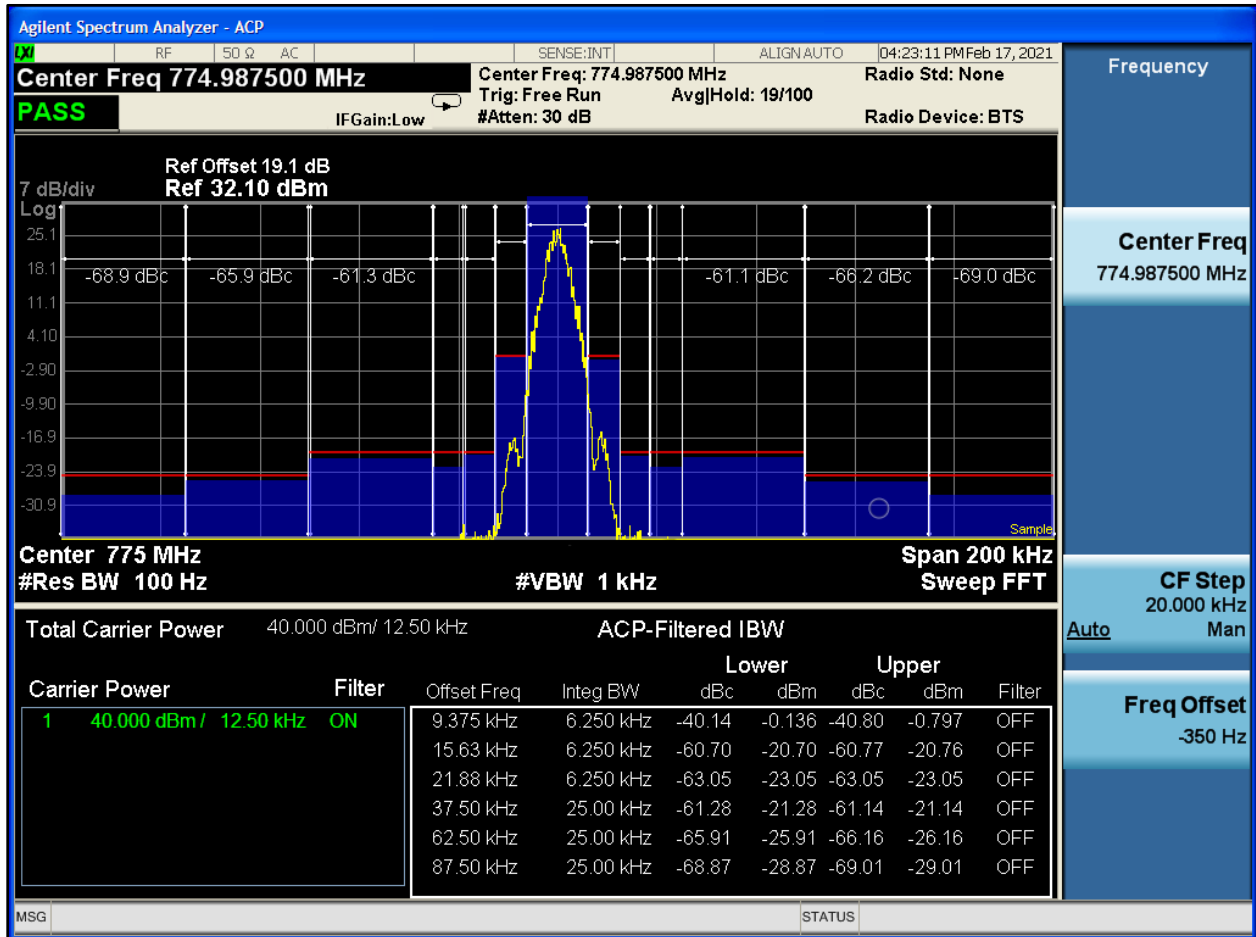 Agilent Spectrum Analyzer - ACP
LXI RF 50 Ω AC SENSE:INT ALIGN AUTO 04:23:11 PM Feb 17, 2021
Center Freq 774.987500 MHz
Center Freq: 774.987500 MHz Radio Std: None
Trig: Free Run Avg|Hold: 19/100
PASS IFGain:Low #Atten: 30 dB Radio Device: BTS
Ref Offset 19.1 dB
7 dB/div Ref 32.10 dBm
Log
25.1
18.1
-68.9 dBc -65.9 dBc -61.3 dBc -61.1 dBc -66.2 dBc -69.0 dBc
11.1
4.10
-2.90
-9.90
-16.9
-23.9
-30.9
Sample
Center 775 MHz Span 200 kHz
#Res BW 100 Hz #VBW 1 kHz Sweep FFT
Total Carrier Power 40.000 dBm/ 12.50 kHz ACP-Filtered IBW
Lower Upper
Carrier Power Filter Offset Freq Integ BW dBc dBm dBc dBm Filter
1 40.000 dBm / 12.50 kHz ON 9.375 kHz 6.250 kHz -40.14 -0.136 -40.80 -0.797 OFF
15.63 kHz 6.250 kHz -60.70 -20.70 -60.77 -20.76 OFF
21.88 kHz 6.250 kHz -63.05 -23.05 -63.05 -23.05 OFF
37.50 kHz 25.00 kHz -61.28 -21.28 -61.14 -21.14 OFF
62.50 kHz 25.00 kHz -65.91 -25.91 -66.16 -26.16 OFF
87.50 kHz 25.00 kHz -68.87 -28.87 -69.01 -29.01 OFF
MSG STATUS
Frequency
Center Freq
774.987500 MHz
CF Step
20.000 kHz
Auto Man
Freq Offset
-350 Hz